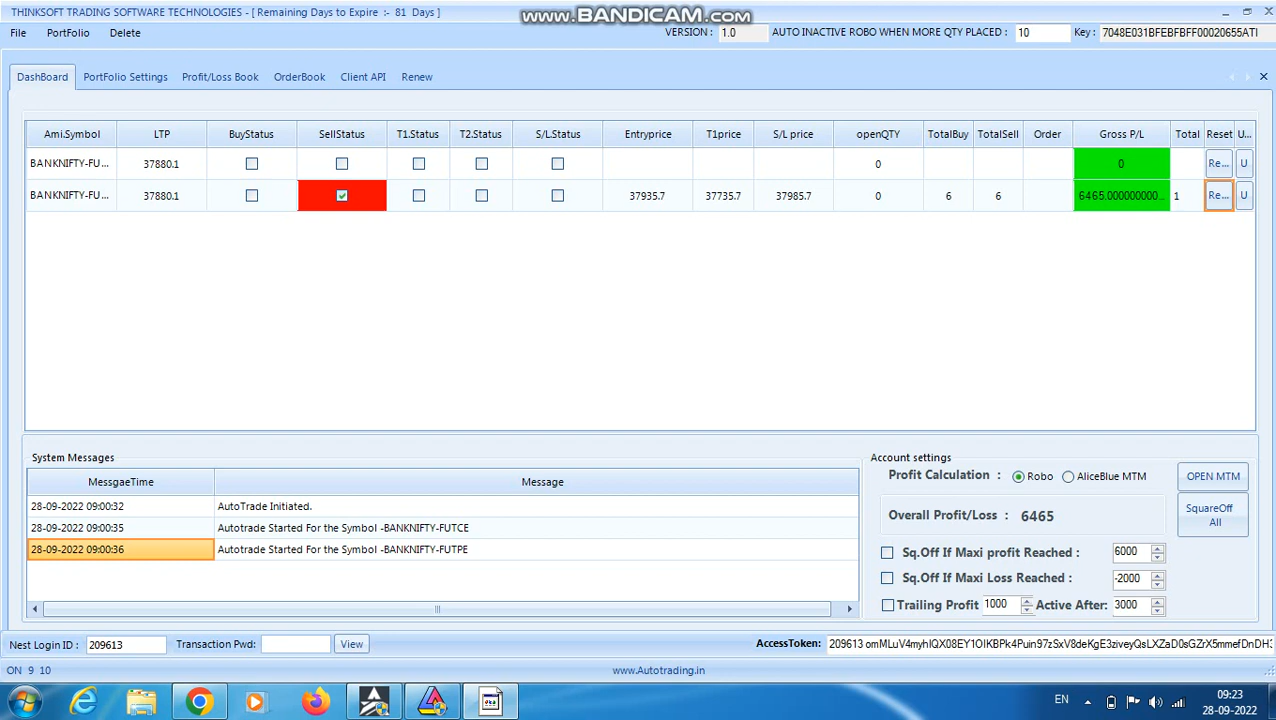 THINKSOFT TRADING SOFTWARE TECHNOLOGIES - [ Remaining Days to Expire :- 81 Days ]
www.BANDICAM.com
File PortFolio Delete
VERSION : 1.0 AUTO INACTIVE ROBO WHEN MORE QTY PLACED : 10 Key : 7048E031BFEBFBFF00020655ATI
DashBoard PortFolio Settings Profit/Loss Book OrderBook Client API Renew
Ami.Symbol LTP BuyStatus SellStatus T1.Status T2.Status S/L.Status Entryprice T1price S/L price openQTY TotalBuy TotalSell Order Gross P/L Total Reset U...
BANKNIFTY-FU... 37880.1 0 0 Re... U
BANKNIFTY-FU... 37880.1 37935.7 37735.7 37985.7 0 6 6 6465.000000000... 1 Re... U
System Messages
MessgaeTime Message
28-09-2022 09:00:32 AutoTrade Initiated.
28-09-2022 09:00:35 Autotrade Started For the Symbol -BANKNIFTY-FUTCE
28-09-2022 09:00:36 Autotrade Started For the Symbol -BANKNIFTY-FUTPE
Account settings
Profit Calculation : Robo AliceBlue MTM OPEN MTM
Overall Profit/Loss : 6465
SquareOff
All
Sq.Off If Maxi profit Reached : 6000
Sq.Off If Maxi Loss Reached : -2000
Trailing Profit 1000 Active After: 3000
Nest Login ID : 209613 Transaction Pwd: View
AccessToken: 209613
ON 9 10
www.Autotrading.in
EN
09:23
28-09-2022